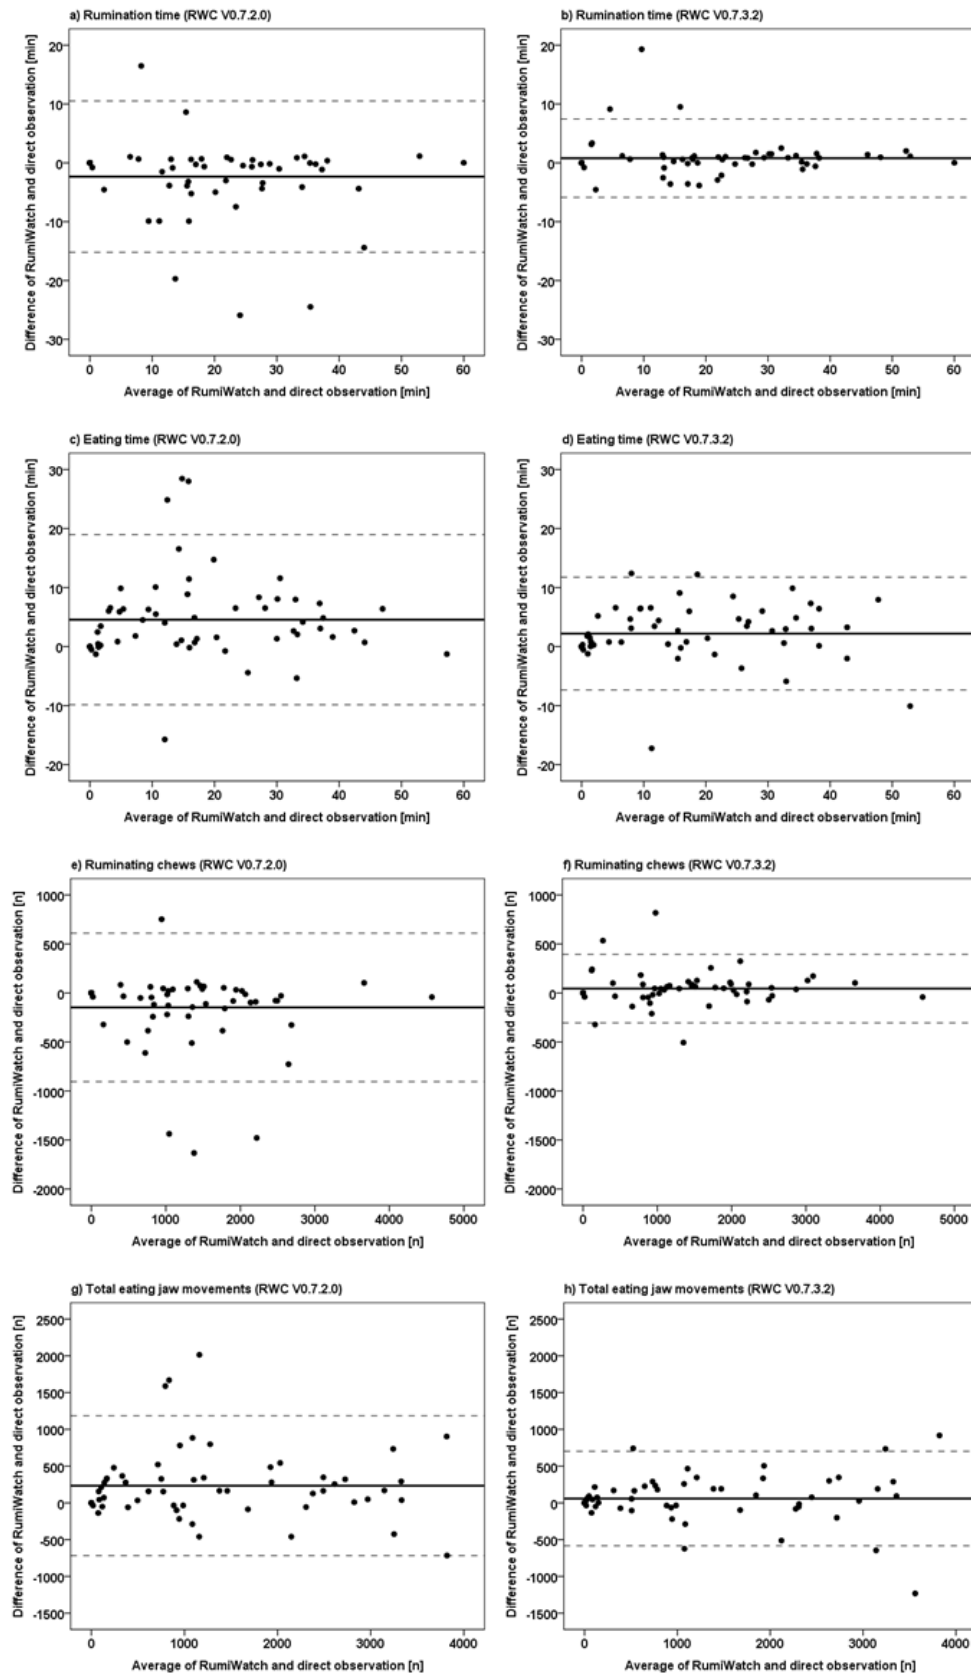 a) Rumination time (RWC V0.7.2.0)
Difference of RumiWatch and direct observation [min]
20
10
0
-10
-20
-30
0 10 20 30 40 50 60
Average of RumiWatch and direct observation [min]
b) Rumination time (RWC V0.7.3.2)
Difference of RumiWatch and direct observation [min]
20
10
0
-10
-20
-30
0 10 20 30 40 50 60
Average of RumiWatch and direct observation [min]
c) Eating time (RWC V0.7.2.0)
Difference of RumiWatch and direct observation [min]
30
20
10
0
-10
-20
0 10 20 30 40 50 60
Average of RumiWatch and direct observation [min]
d) Eating time (RWC V0.7.3.2)
Difference of RumiWatch and direct observation [min]
30
20
10
0
-10
-20
0 10 20 30 40 50 60
Average of RumiWatch and direct observation [min]
e) Ruminating chews (RWC V0.7.2.0)
Difference of RumiWatch and direct observation [n]
1000
500
0
-500
-1000
-1500
-2000
0 1000 2000 3000 4000 5000
Average of RumiWatch and direct observation [n]
f) Ruminating chews (RWC V0.7.3.2)
Difference of RumiWatch and direct observation [n]
1000
500
0
-500
-1000
-1500
-2000
0 1000 2000 3000 4000 5000
Average of RumiWatch and direct observation [n]
g) Total eating jaw movements (RWC V0.7.2.0)
Difference of RumiWatch and direct observation [n]
2500
2000
1500
1000
500
0
-500
-1000
-1500
0 1000 2000 3000 4000
Average of RumiWatch and direct observation [n]
h) Total eating jaw movements (RWC V0.7.3.2)
Difference of RumiWatch and direct observation [n]
2500
2000
1500
1000
500
0
-500
-1000
-1500
0 1000 2000 3000 4000
Average of RumiWatch and direct observation [n]